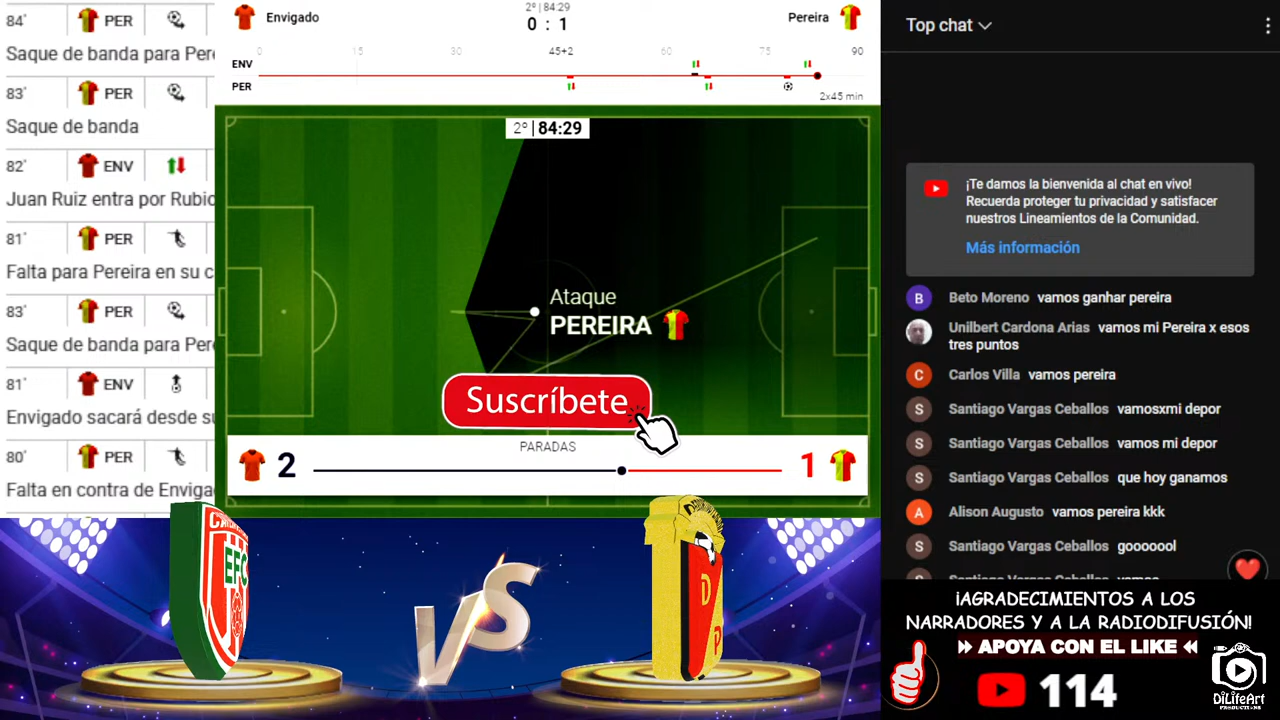 84'
PER
Saque de banda para Pere
83'
PER
Saque de banda
82'
ENV
Juan Ruiz entra por Rubio
81'
PER
Falta para Pereira en su c
83'
PER
Saque de banda para Pere
81'
ENV
Envigado sacará desde su
80'
PER
Falta en contra de Enviga
Envigado
2º | 84:29
0 : 1
Pereira
0 15 30 45+2 60 75 90
ENV
PER
2x45 min
2º | 84:29
Ataque
PEREIRA
Suscríbete
PARADAS
2
1
EFC
VS
D
P
Top chat
¡Te damos la bienvenida al chat en vivo!
Recuerda proteger tu privacidad y satisfacer
nuestros Lineamientos de la Comunidad.
Más información
B Beto Moreno vamos ganhar pereira
Unilbert Cardona Arias vamos mi Pereira x esos
tres puntos
C Carlos Villa vamos pereira
S Santiago Vargas Ceballos vamosxmi depor
S Santiago Vargas Ceballos vamos mi depor
S Santiago Vargas Ceballos que hoy ganamos
A Alison Augusto vamos pereira kkk
S Santiago Vargas Ceballos gooooool
¡AGRADECIMIENTOS A LOS
NARRADORES Y A LA RADIODIFUSIÓN!
APOYA CON EL LIKE
114
DiLifeArt
PRODUCTIONS